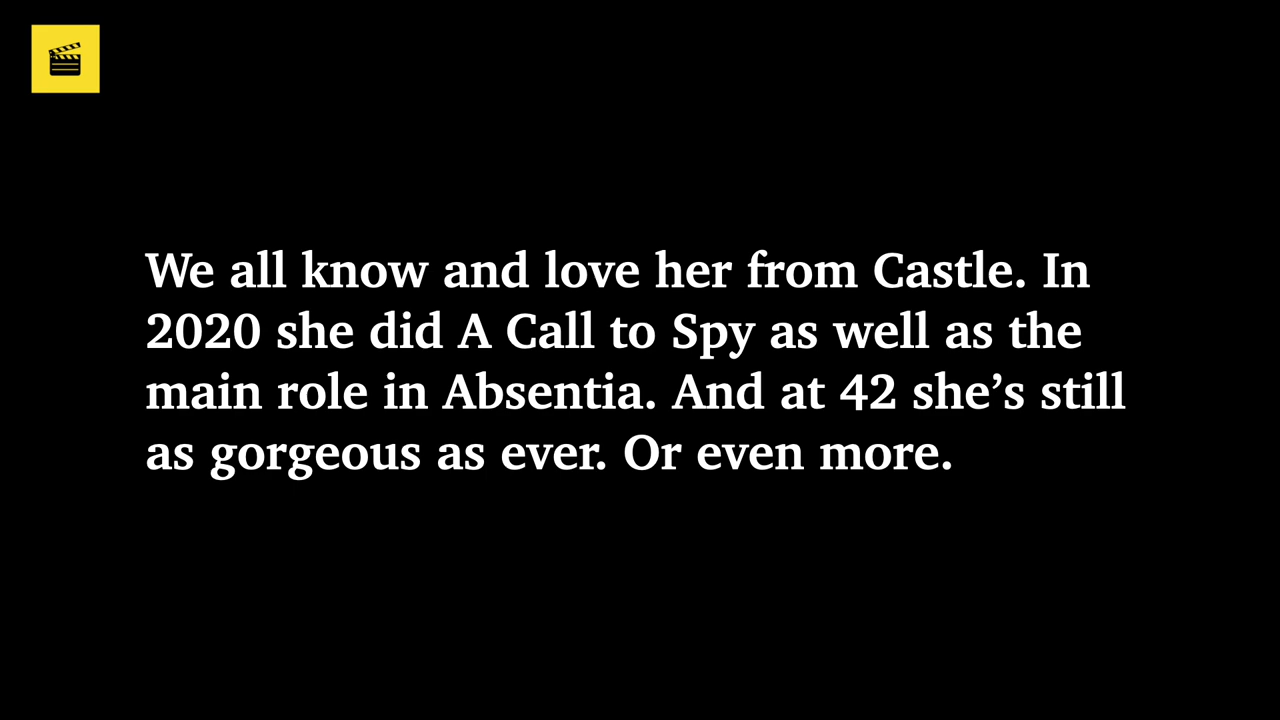 We all know and love her from Castle. In
2020 she did A Call to Spy as well as the
main role in Absentia. And at 42 she’s still
as gorgeous as ever. Or even more.